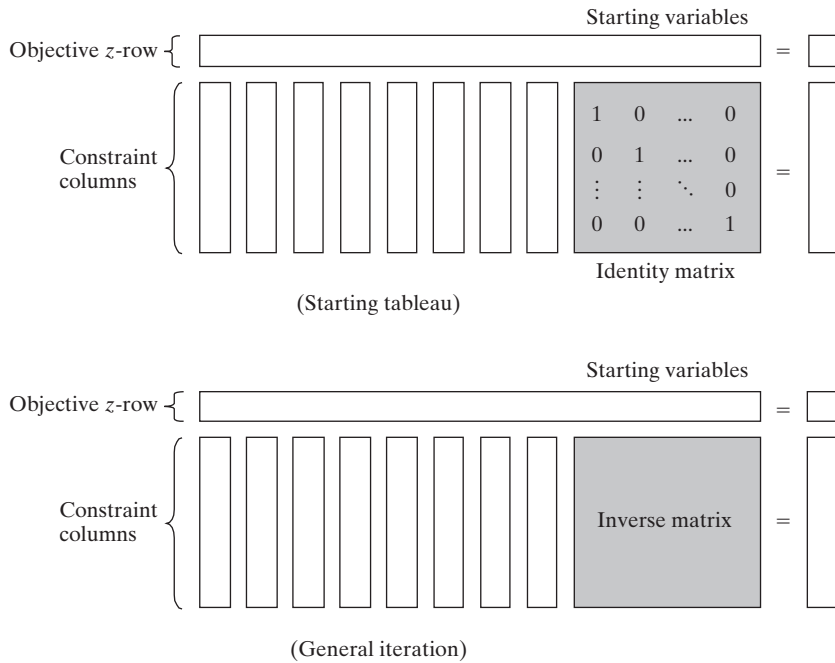 Starting variables
Objective z-row
=
Constraint
columns
1 0 ... 0
0 1 ... 0
⋮ ⋮ ⋱ 0
0 0 ... 1
=
Identity matrix
(Starting tableau)
Starting variables
Objective z-row
=
Constraint
columns
Inverse matrix
=
(General iteration)